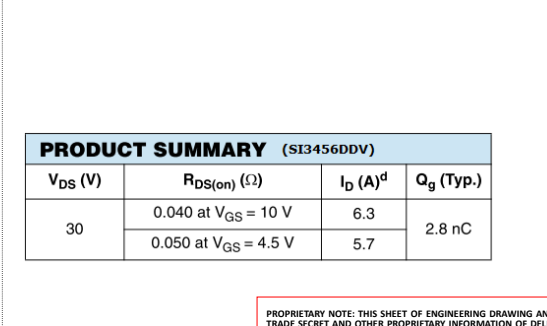 PRODUCT SUMMARY (SI3456DDV)
VDS (V) RDS(on) (Ω) ID (A)d Qg (Typ.)
30 0.040 at VGS = 10 V 6.3 2.8 nC
0.050 at VGS = 4.5 V 5.7
PROPRIETARY NOTE: THIS SHEET OF ENGINEERING DRAWING
TRADE SECRET AND OTHER PROPRIETARY INFORMATION OF